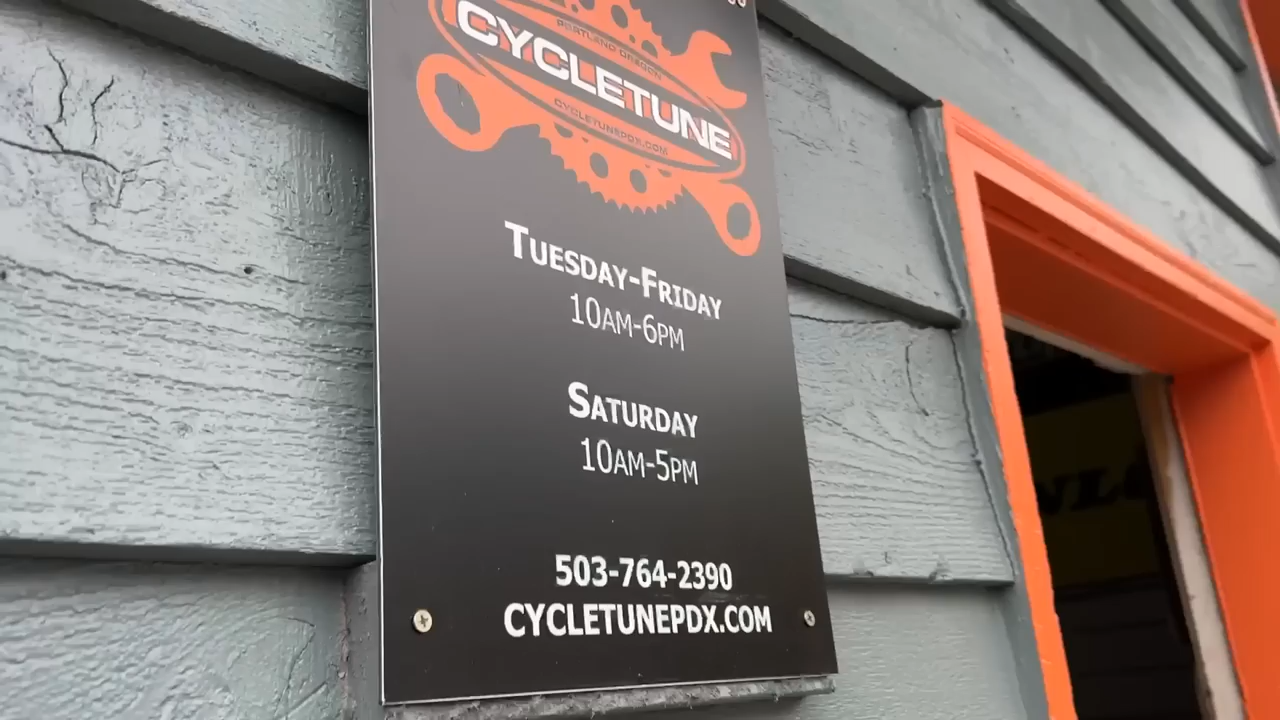 PORTLAND OREGON
CYCLETUNE
CYCLETUNEPDX.COM
TUESDAY-FRIDAY
10AM-6PM
SATURDAY
10AM-5PM
503-764-2390
CYCLETUNEPDX.COM